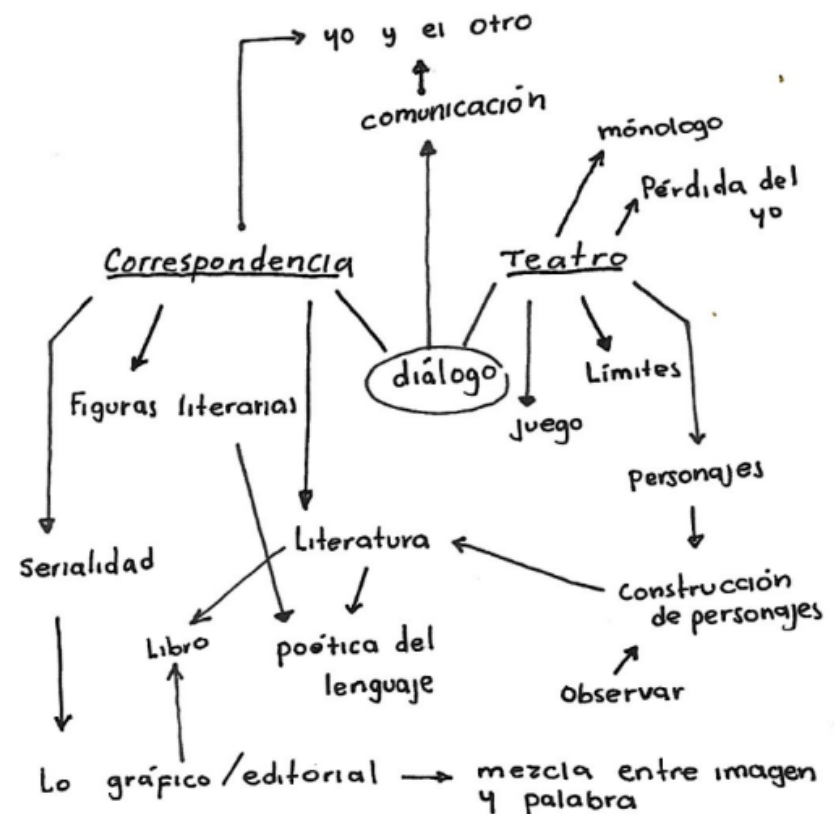 yo y el otro
comunicación
mónologo
Pérdida del
yo
Correspondencia
Teatro
diálogo
Límites
Figuras literarias
Juego
Personajes
Literatura
Serialidad
Construcción
de personajes
Libro
poética del
lenguaje
Observar
Lo gráfico/editorial
mezcla entre imagen
y palabra